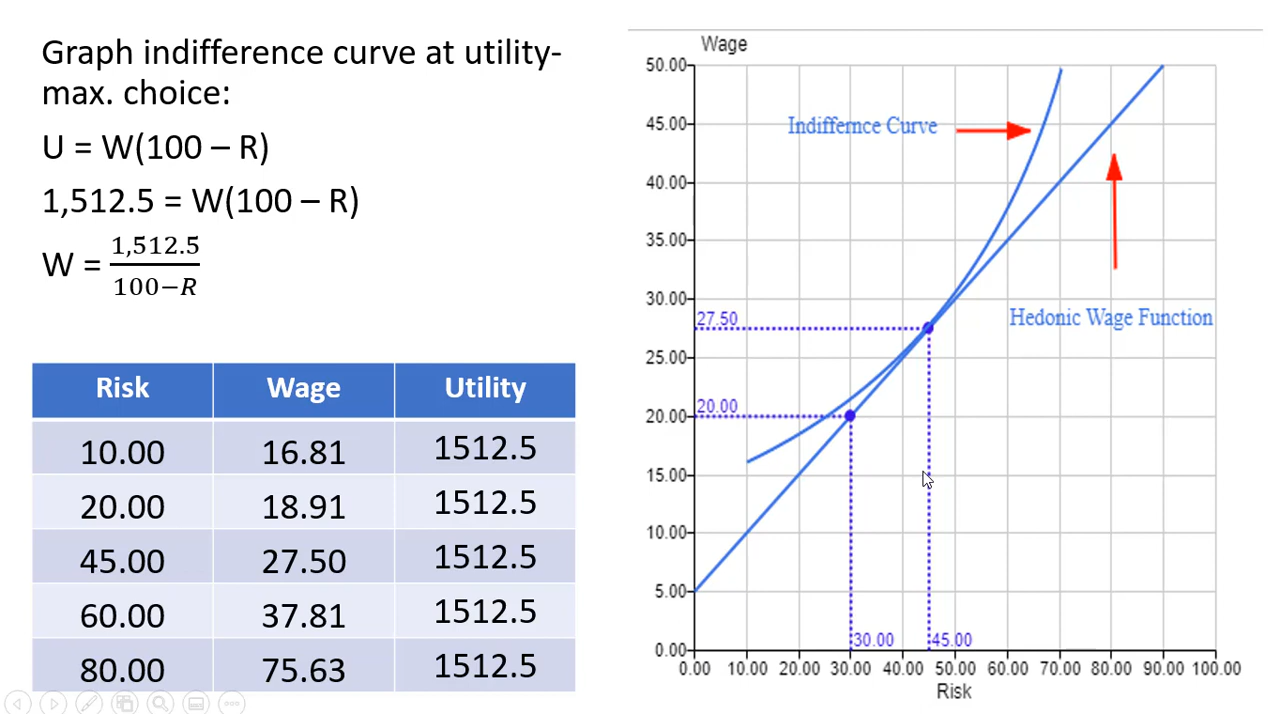 Graph indifference curve at utility-
max. choice:
U = W(100 – R)
1,512.5 = W(100 – R)
W = 1,512.5
100−R
Risk Wage Utility
10.00 16.81 1512.5
20.00 18.91 1512.5
45.00 27.50 1512.5
60.00 37.81 1512.5
80.00 75.63 1512.5
Wage
50.00
45.00
40.00
35.00
30.00
25.00
20.00
15.00
10.00
5.00
0.00
Indiffernce Curve
Hedonic Wage Function
27.50
20.00
30.00 45.00
0.00 10.00 20.00 30.00 40.00 50.00 60.00 70.00 80.00 90.00 100.00
Risk